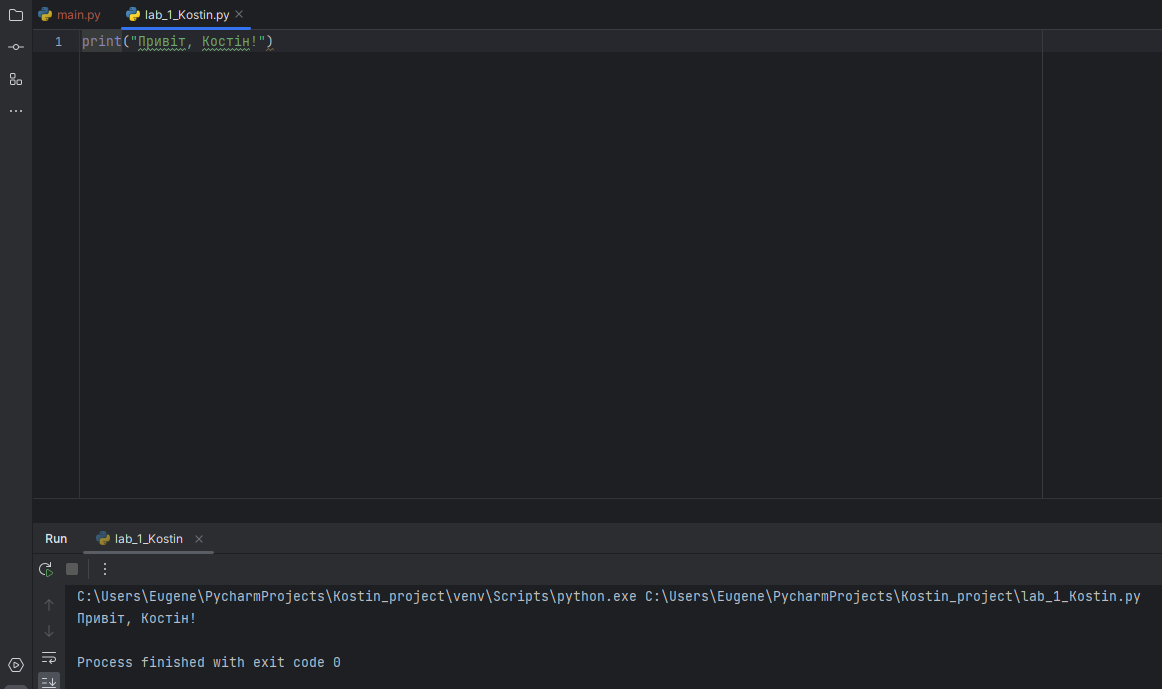 main.py lab_1_Kostin.py
1 print("Привіт, Костін!")
Run lab_1_Kostin
C:\Users\Eugene\PycharmProjects\Kostin_project\venv\Scripts\python.exe C:\Users\Eugene\PycharmProjects\Kostin_project\lab_1_Kostin.py
Привіт, Костін!
Process finished with exit code 0